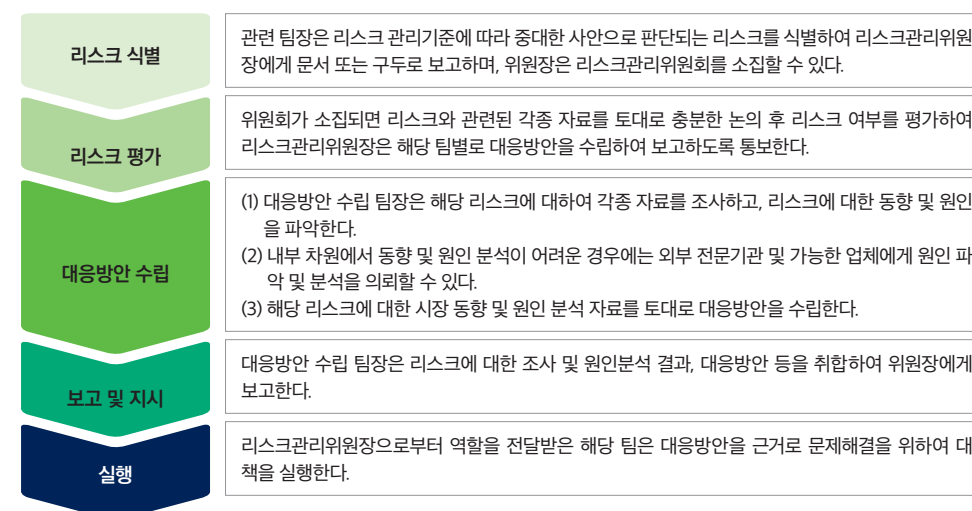 리스크 식별
관련 팀장은 리스크 관리기준에 따라 중대한 사안으로 판단되는 리스크를 식별하여 리스크관리위원
장에게 문서 또는 구두로 보고하며, 위원장은 리스크관리위원회를 소집할 수 있다.
리스크 평가
위원회가 소집되면 리스크와 관련된 각종 자료를 토대로 충분한 논의 후 리스크 여부를 평가하여
리스크관리위원장은 해당 팀별로 대응방안을 수립하여 보고하도록 통보한다.
대응방안 수립
(1) 대응방안 수립 팀장은 해당 리스크에 대하여 각종 자료를 조사하고, 리스크에 대한 동향 및 원인
을 파악한다.
(2) 내부 차원에서 동향 및 원인 분석이 어려운 경우에는 외부 전문기관 및 가능한 업체에게 원인 파
악 및 분석을 의뢰할 수 있다.
(3) 해당 리스크에 대한 시장 동향 및 원인 분석 자료를 토대로 대응방안을 수립한다.
보고 및 지시
대응방안 수립 팀장은 리스크에 대한 조사 및 원인분석 결과, 대응방안 등을 취합하여 위원장에게
보고한다.
실행
리스크관리위원장으로부터 역할을 전달받은 해당 팀은 대응방안을 근거로 문제해결을 위하여 대
책을 실행한다.